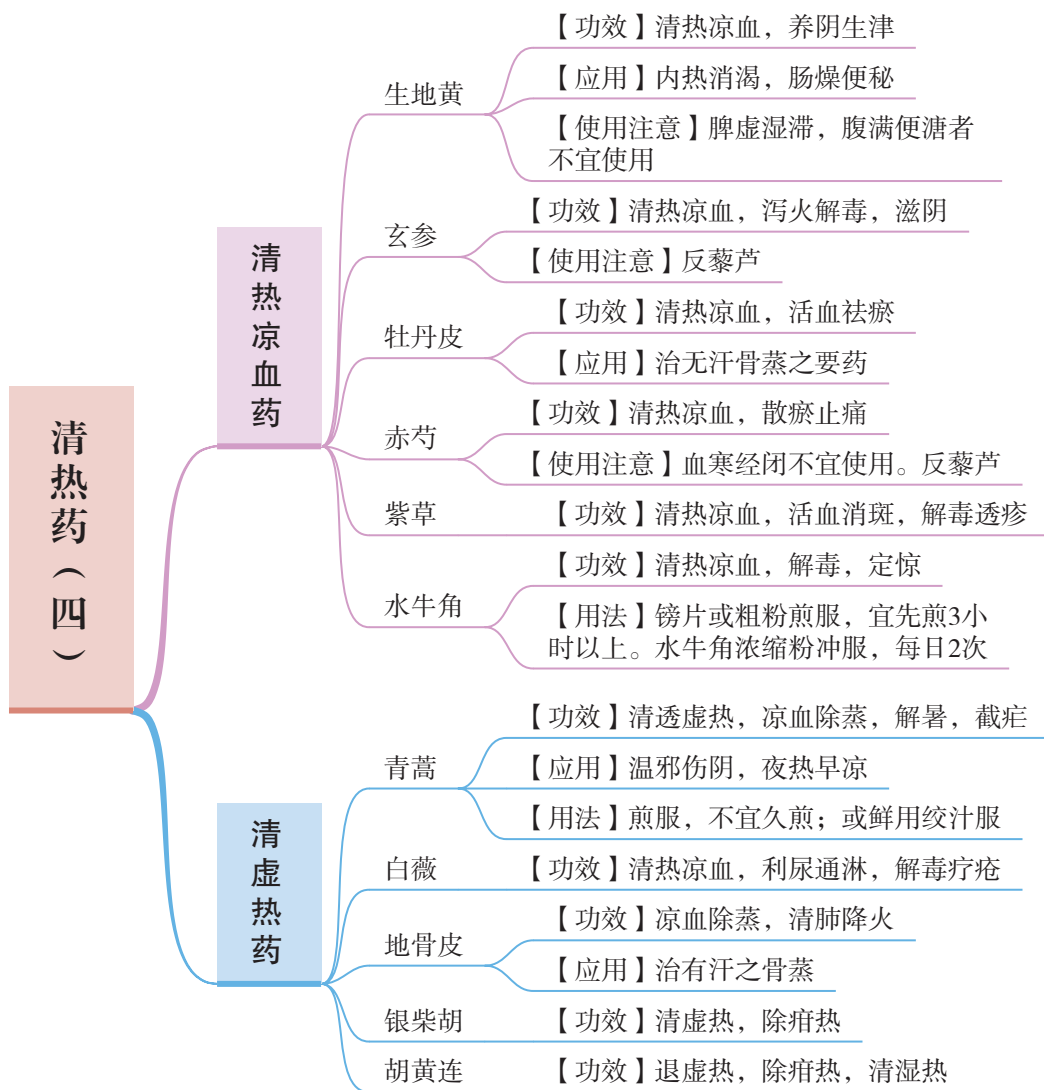 清热药（四）
清热凉血药
生地黄
【功效】清热凉血，养阴生津
【应用】内热消渴，肠燥便秘
【使用注意】脾虚湿滞，腹满便溏者
不宜使用
玄参
【功效】清热凉血，泻火解毒，滋阴
【使用注意】反藜芦
牡丹皮
【功效】清热凉血，活血祛瘀
【应用】治无汗骨蒸之要药
赤芍
【功效】清热凉血，散瘀止痛
【使用注意】血寒经闭不宜使用。反藜芦
紫草
【功效】清热凉血，活血消斑，解毒透疹
水牛角
【功效】清热凉血，解毒，定惊
【用法】镑片或粗粉煎服，宜先煎3小
时以上。水牛角浓缩粉冲服，每日2次
清虚热药
青蒿
【功效】清透虚热，凉血除蒸，解暑，截疟
【应用】温邪伤阴，夜热早凉
【用法】煎服，不宜久煎；或鲜用绞汁服
白薇
【功效】清热凉血，利尿通淋，解毒疗疮
地骨皮
【功效】凉血除蒸，清肺降火
【应用】治有汗之骨蒸
银柴胡
【功效】清虚热，除疳热
胡黄连
【功效】退虚热，除疳热，清湿热